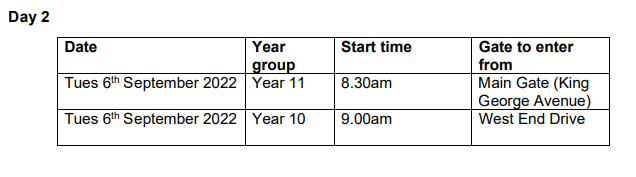 Day 2
Date Year group Start time Gate to enter from
Tues 6th September 2022 Year 11 8.30am Main Gate (King George Avenue)
Tues 6th September 2022 Year 10 9.00am West End Drive